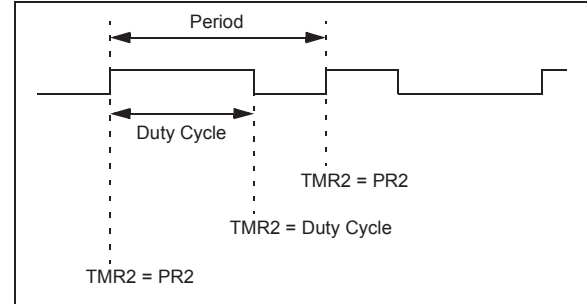 Period
Duty Cycle
TMR2 = PR2
TMR2 = Duty Cycle
TMR2 = PR2